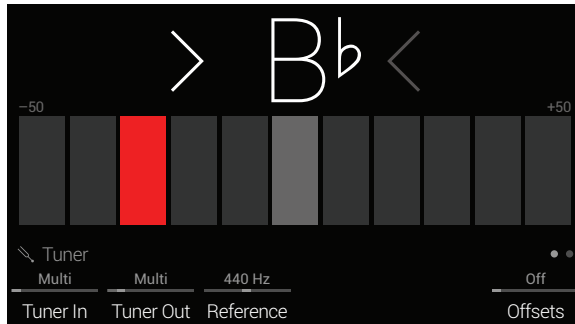 > B♭ <
−50 +50
Tuner
Multi Multi 440 Hz Off
Tuner In Tuner Out Reference Offsets